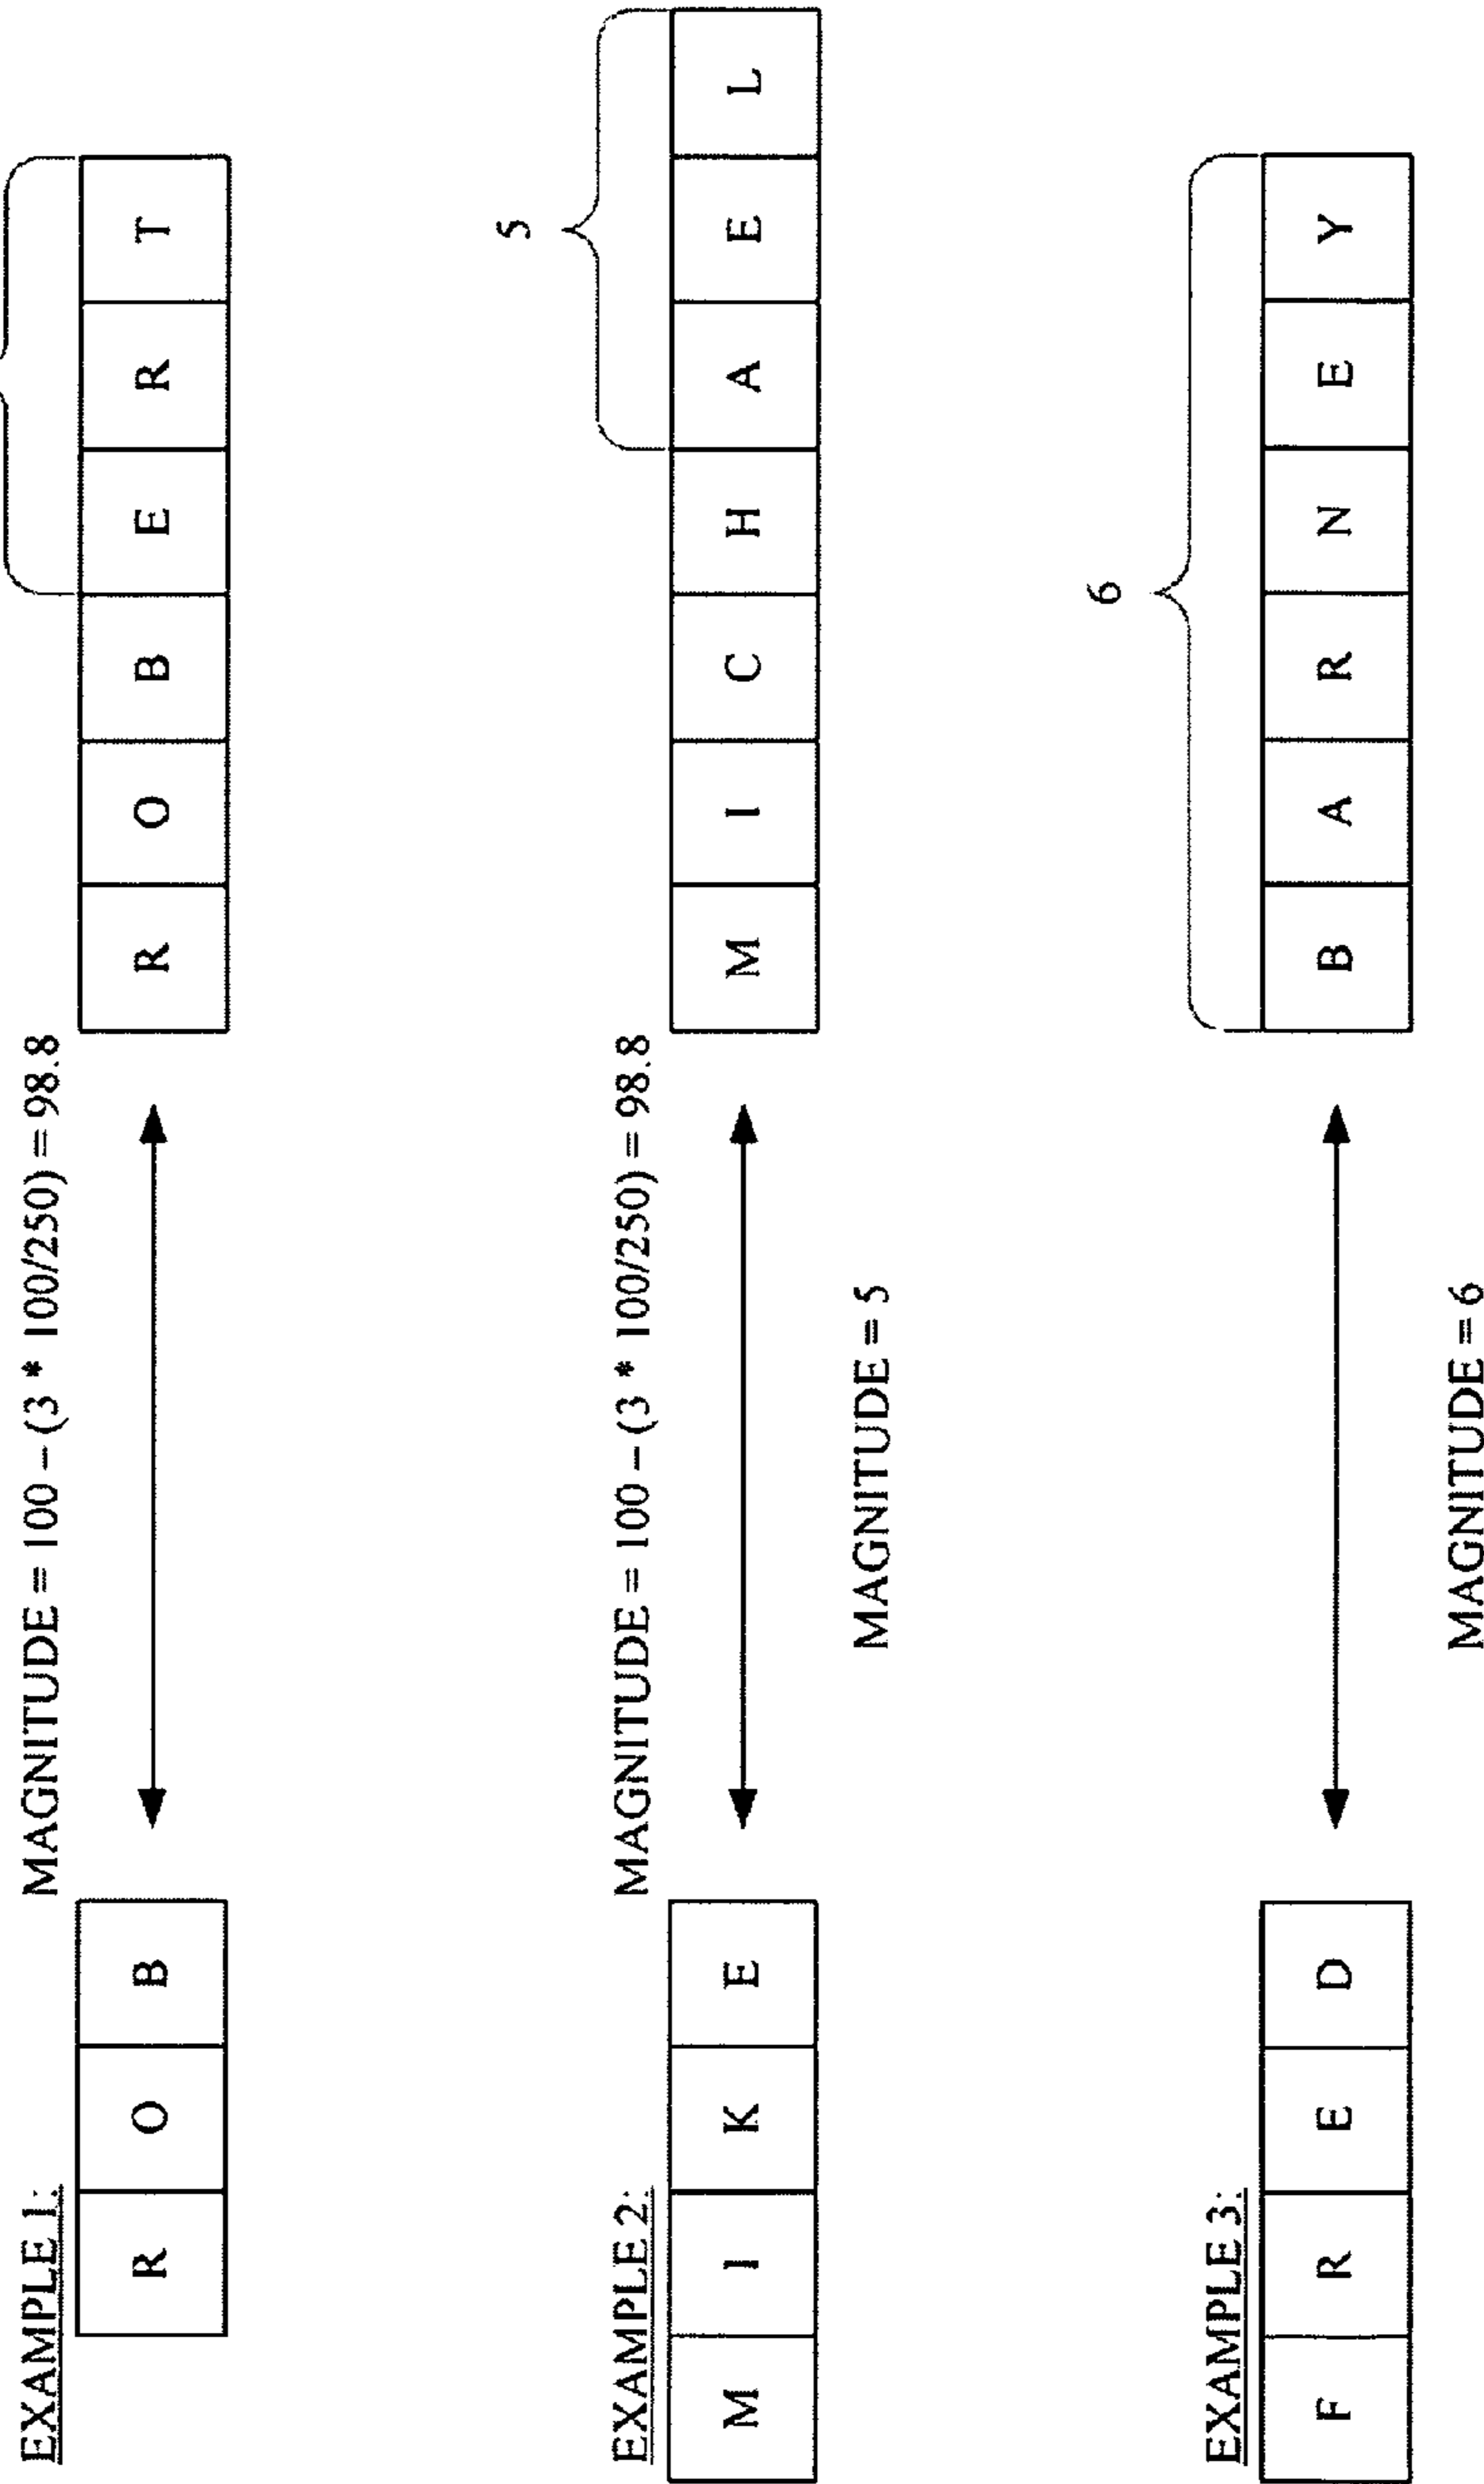 EXAMPLE 1:
MAGNITUDE = 100 – (3 * 100/250) = 98.8
R O B
R O B E R T
EXAMPLE 2:
MAGNITUDE = 100 – (3 * 100/250) = 98.8
5
M I K E
M I C H A E L
MAGNITUDE = 5
EXAMPLE 3:
6
F R E D
B A R N E Y
MAGNITUDE = 6